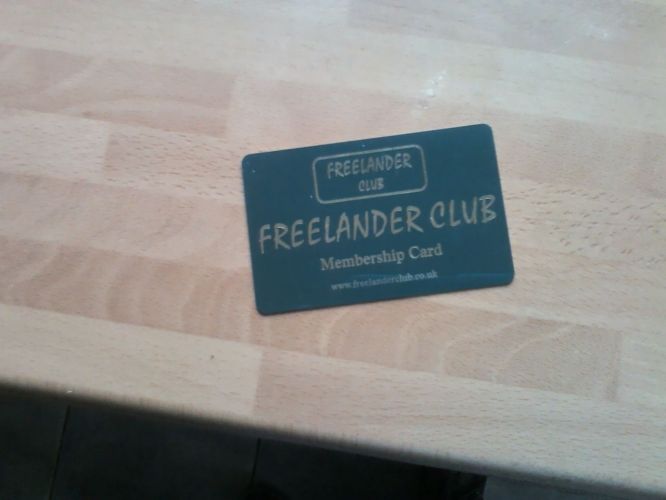 FREELANDER
CLUB
FREELANDER CLUB
Membership Card
www.freelanderclub.co.uk